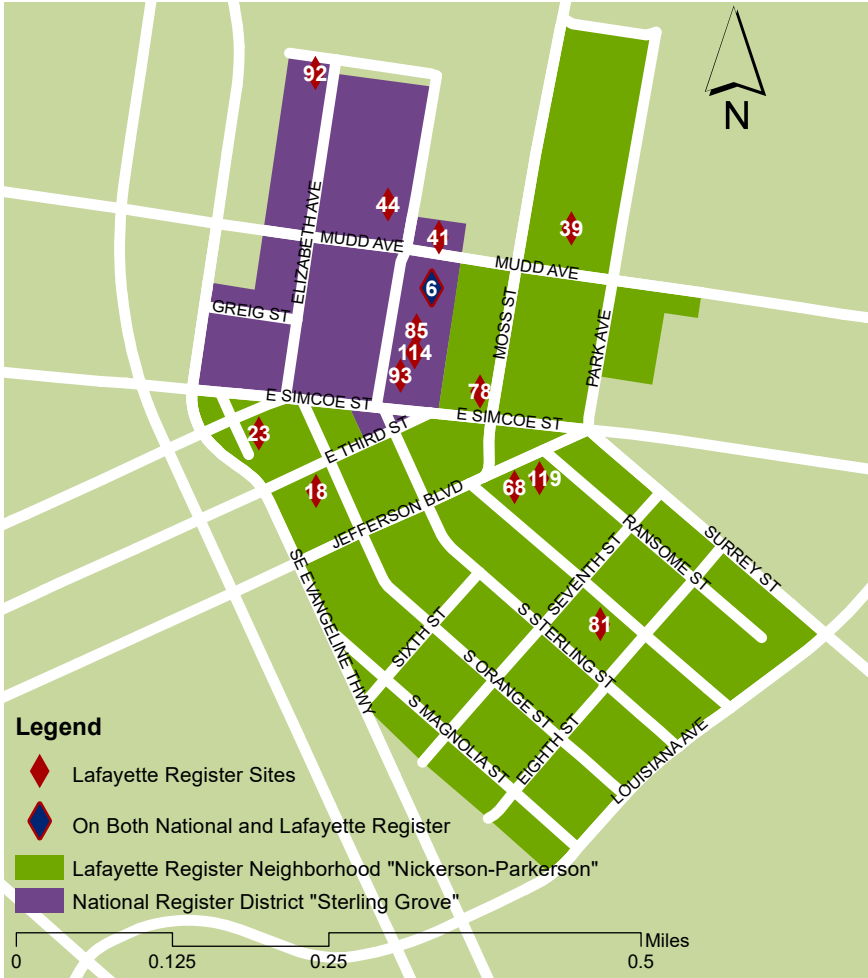 N
92
44
41
39
ELIZABETH AVE
MUDD AVE
MUDD AVE
6
GREIG ST
85
114
93
MOSS ST
PARK AVE
78
E SIMCOE ST
E SIMCOE ST
23
E THIRD ST
18
JEFFERSON BLVD
68
119
SURREY ST
RANSOME ST
SEVENTH ST
81
SE EVANGELINE THWY
SIXTH ST
S STERLING ST
S ORANGE ST
S MAGNOLIA ST
EIGHTH ST
LOUISIANA AVE
Legend
Lafayette Register Sites
On Both National and Lafayette Register
Lafayette Register Neighborhood "Nickerson-Parkerson"
National Register District "Sterling Grove"
Miles
0 0.125 0.25 0.5